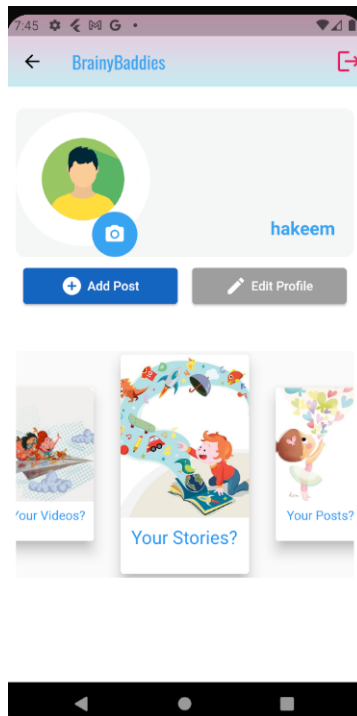 7:45 G
BrainyBaddies
hakeem
Add Post
Edit Profile
Your Videos?
Your Stories?
Your Posts?